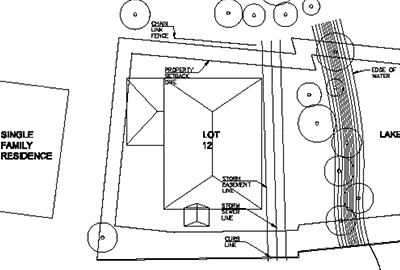 CHAIN
LINK
FENCE
PROPERTY
SETBACK
LINE
EDGE OF
WATER
SINGLE
FAMILY
RESIDENCE
LOT
12
LAKE
STORM
EASEMENT
LINE
STORM
SEWER
LINE
CURB
LINE